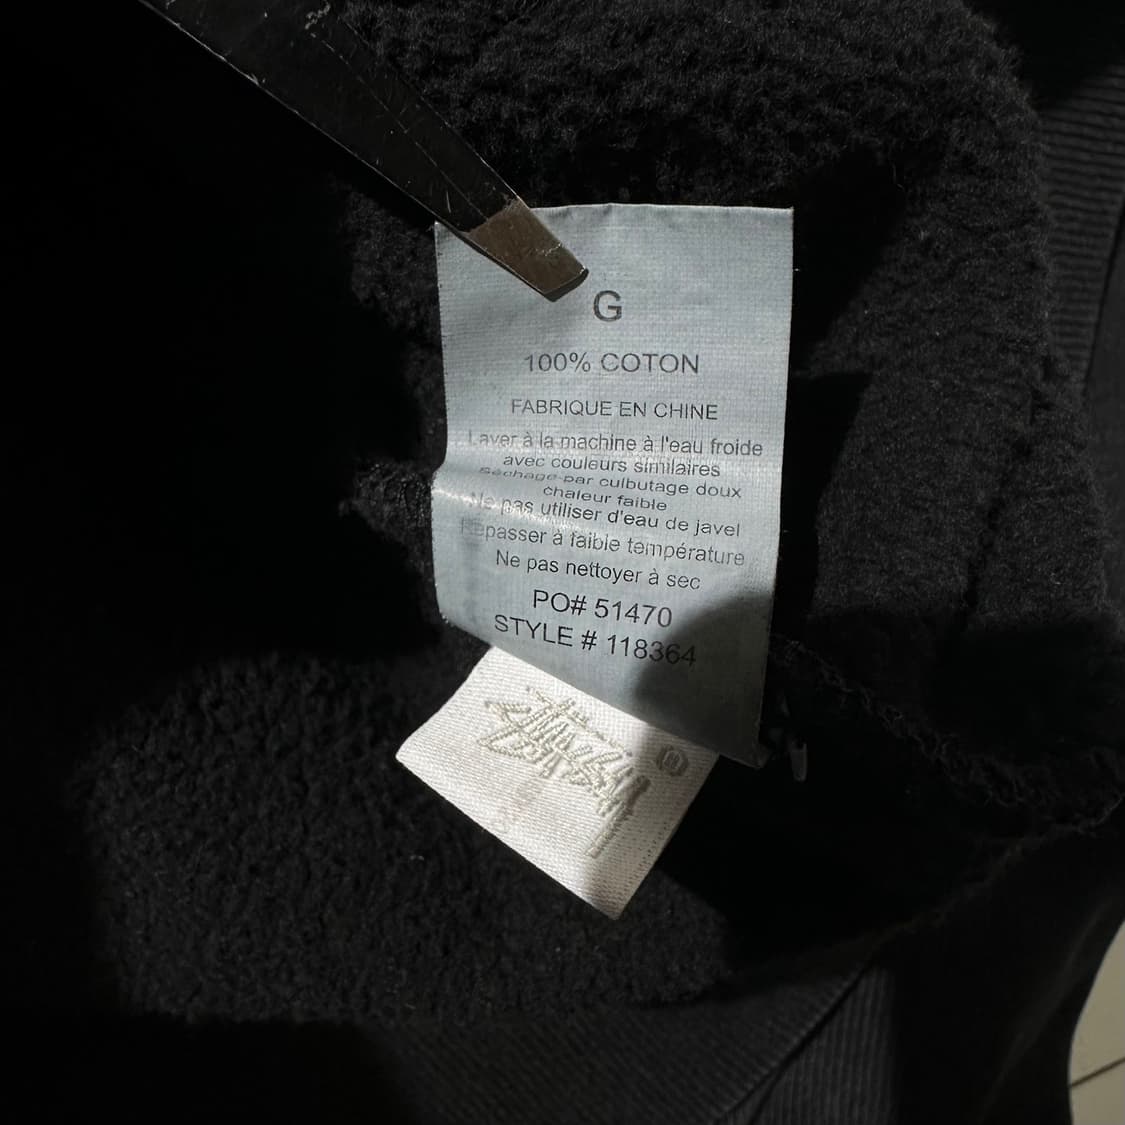 G
100% COTON
FABRIQUE EN CHINE
Laver à la machine à l'eau froide
avec couleurs similaires
Séchage par culbutage doux
chaleur faible
Ne pas utiliser d'eau de javel
Repasser à faible température
Ne pas nettoyer à sec
PO# 51470
STYLE # 118364
Stüssy ®